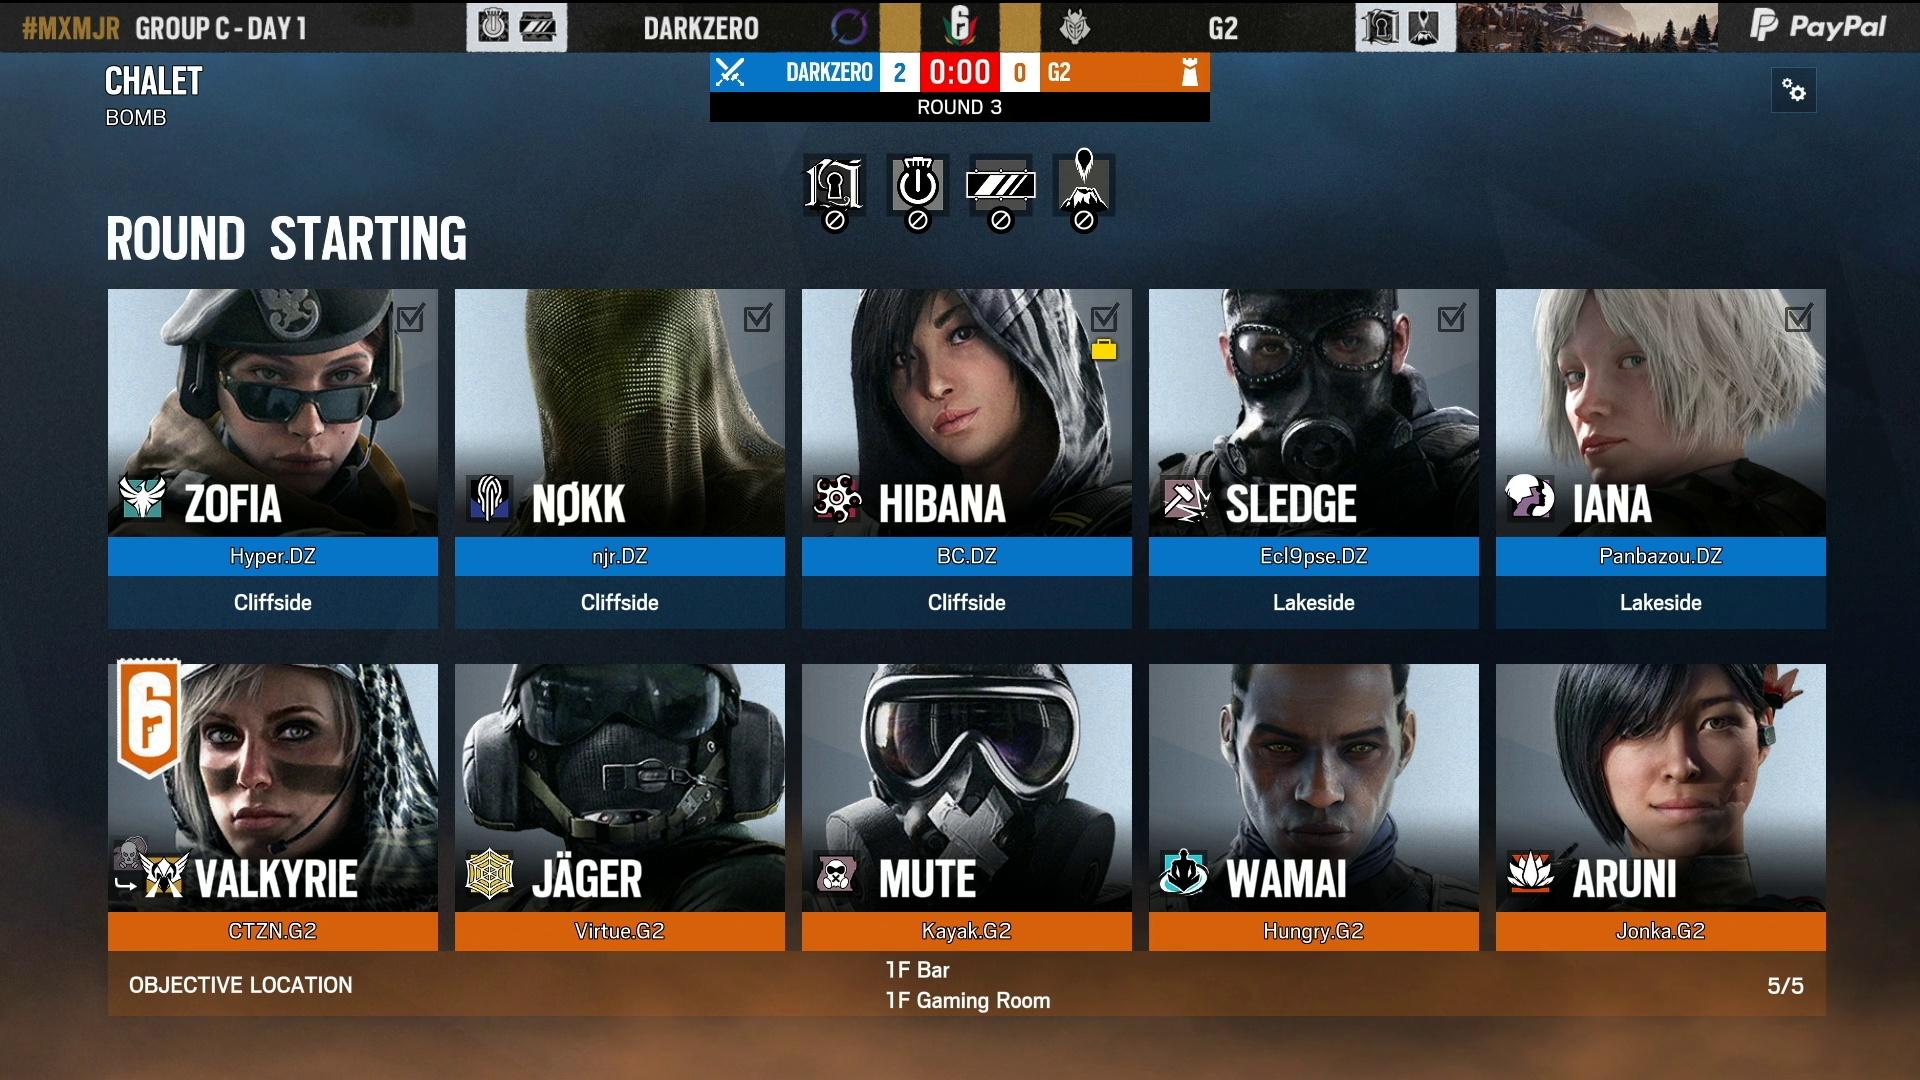 #MXMJR GROUP C - DAY 1
DARKZERO
6
G2
PayPal
CHALET
BOMB
DARKZERO 2 0:00 0 G2
ROUND 3
ROUND STARTING
ZOFIA
NØKK
HIBANA
SLEDGE
IANA
Hyper.DZ
njr.DZ
BC.DZ
Ecl9pse.DZ
Panbazou.DZ
Cliffside
Cliffside
Cliffside
Lakeside
Lakeside
6
VALKYRIE
JÄGER
MUTE
WAMAI
ARUNI
CTZN.G2
Virtue.G2
Kayak.G2
Hungry.G2
Jonka.G2
OBJECTIVE LOCATION
1F Bar
1F Gaming Room
5/5